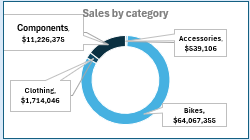 Sales by category
Components,
$11,226,375
Accessories,
$539,106
Clothing,
$1,714,046
Bikes,
$64,067,355